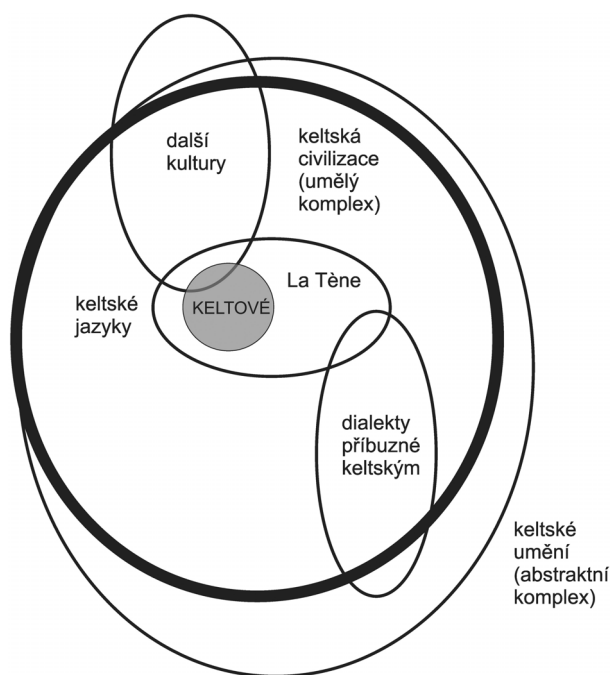 další
kultury
keltská
civilizace
(umělý
komplex)
La Tène
keltské
jazyky
KELTOVÉ
dialekty
příbuzné
keltským
keltské
umění
(abstraktní
komplex)